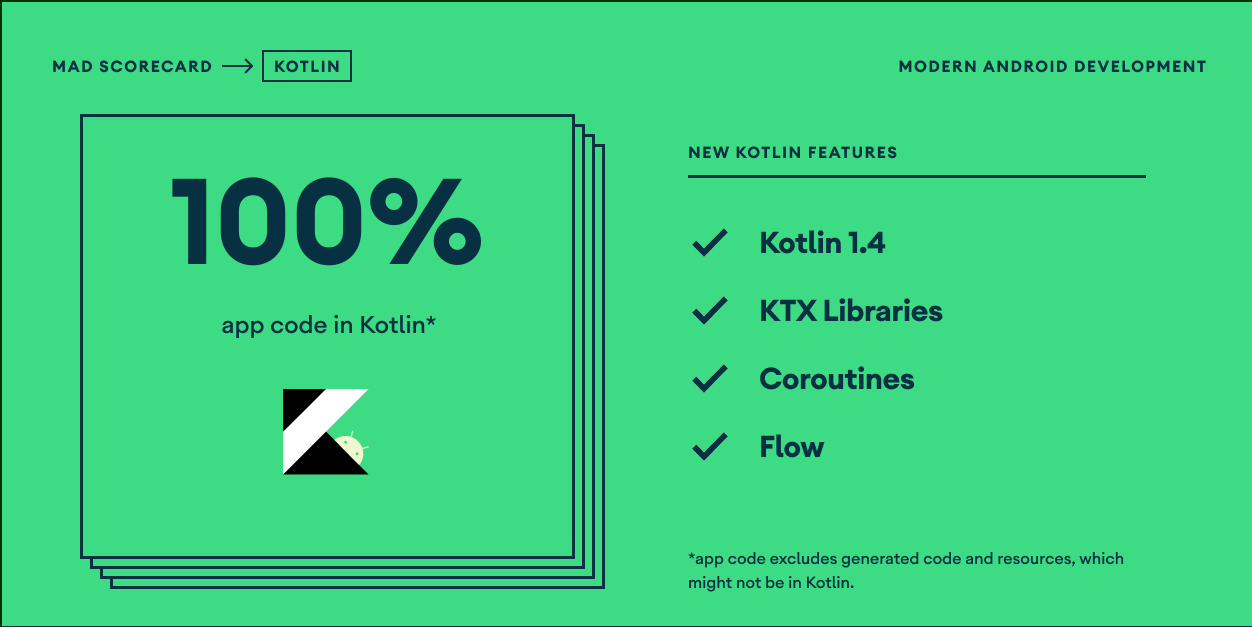 MAD SCORECARD → KOTLIN
MODERN ANDROID DEVELOPMENT
100%
app code in Kotlin*
NEW KOTLIN FEATURES
Kotlin 1.4
KTX Libraries
Coroutines
Flow
*app code excludes generated code and resources, which
might not be in Kotlin.